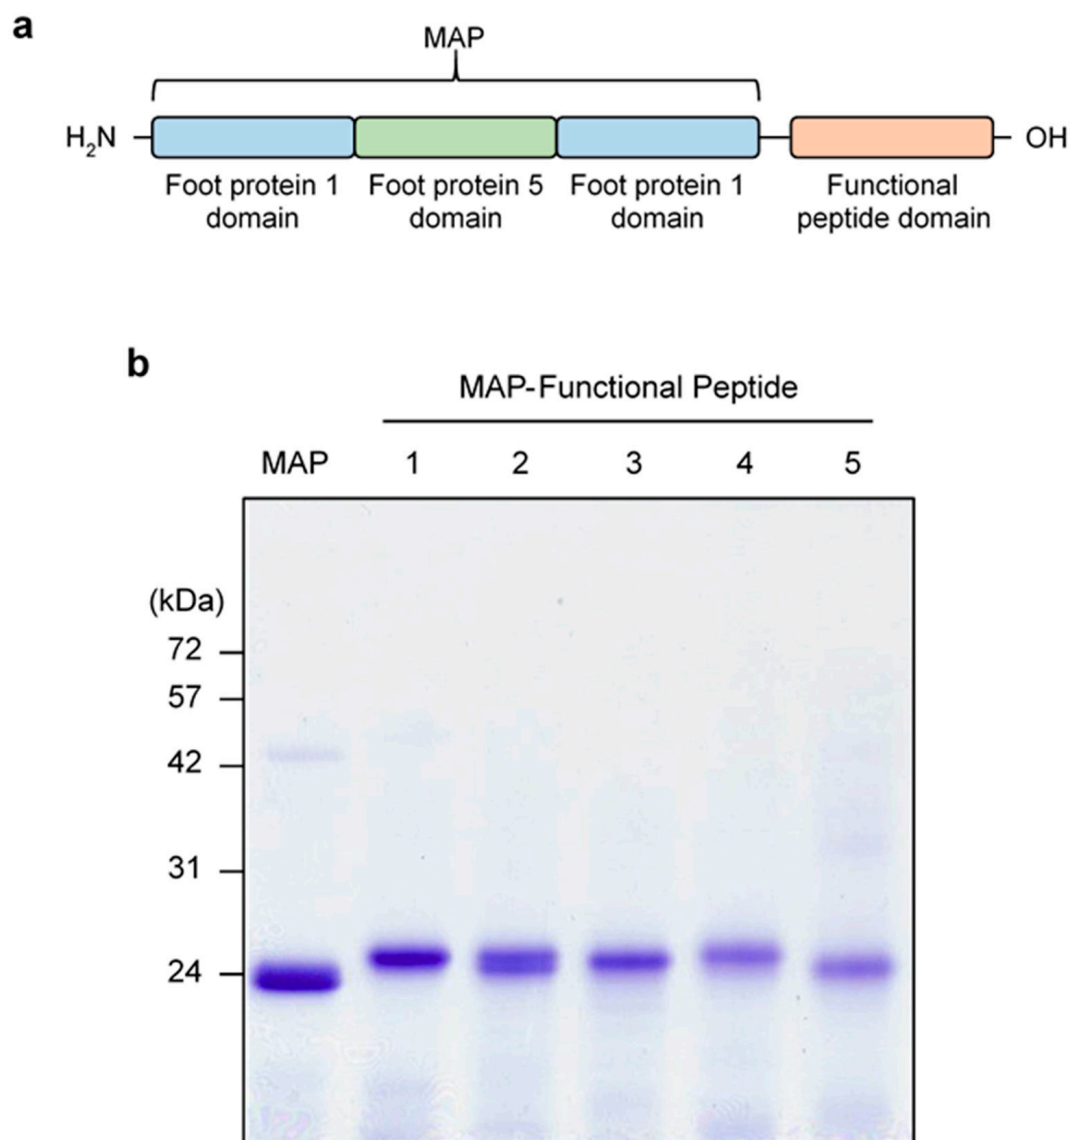 a
MAP
H₂N
OH
Foot protein 1
domain
Foot protein 5
domain
Foot protein 1
domain
Functional
peptide domain
b
MAP-Functional Peptide
MAP 1 2 3 4 5
(kDa)
72
57
42
31
24